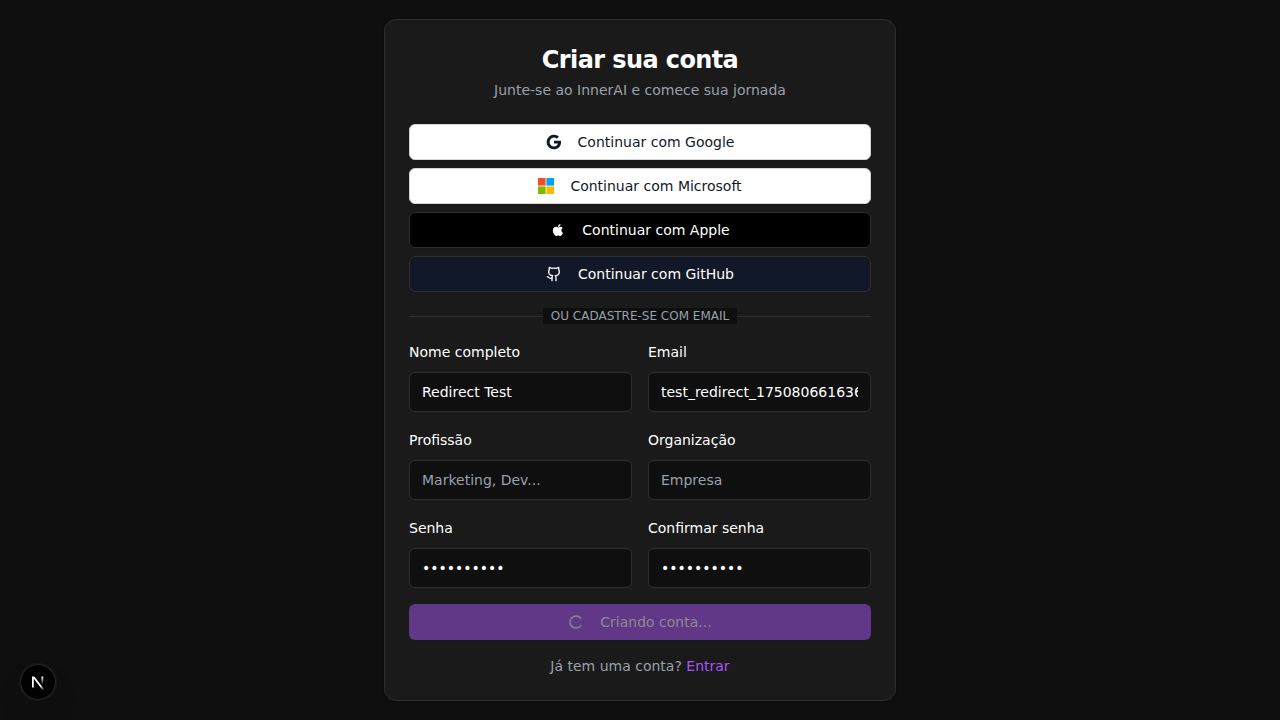 Criar sua conta
Junte-se ao InnerAI e comece sua jornada
Continuar com Google
Continuar com Microsoft
Continuar com Apple
Continuar com GitHub
OU CADASTRE-SE COM EMAIL
Nome completo
Email
Redirect Test
test_redirect_175080661636
Profissão
Organização
Marketing, Dev...
Empresa
Senha
Confirmar senha
••••••••••
••••••••••
Criando conta...
Já tem uma conta? Entrar
N